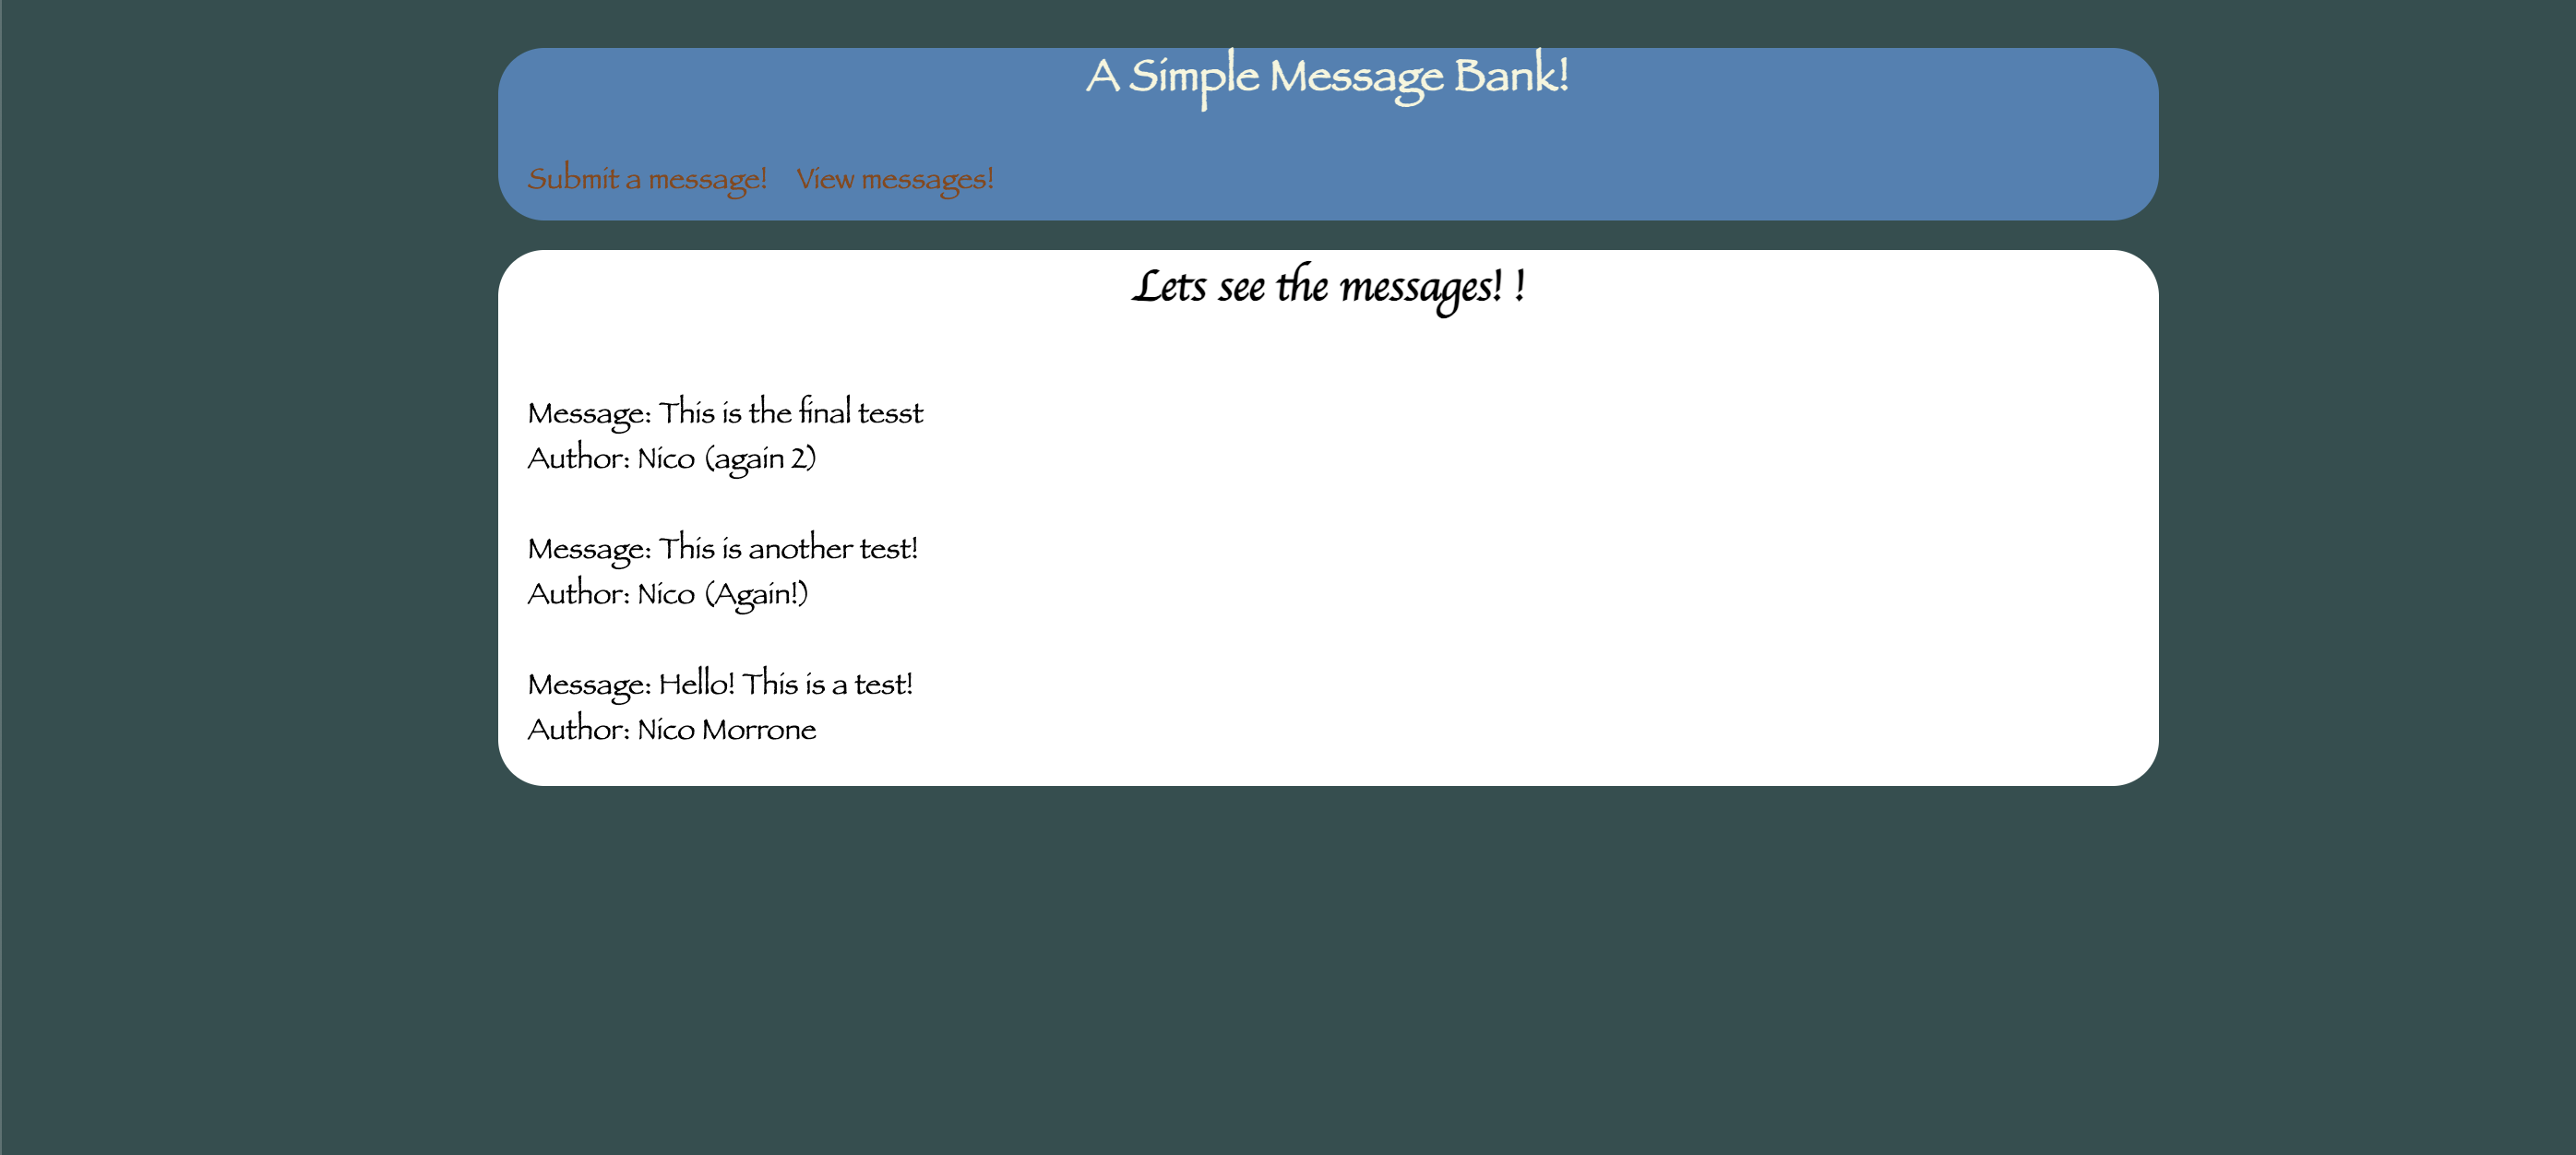 A Simple Message Bank!
Submit a message! View messages!
Lets see the messages! !
Message: This is the final tesst
Author: Nico (again 2)
Message: This is another test!
Author: Nico (Again!)
Message: Hello! This is a test!
Author: Nico Morrone